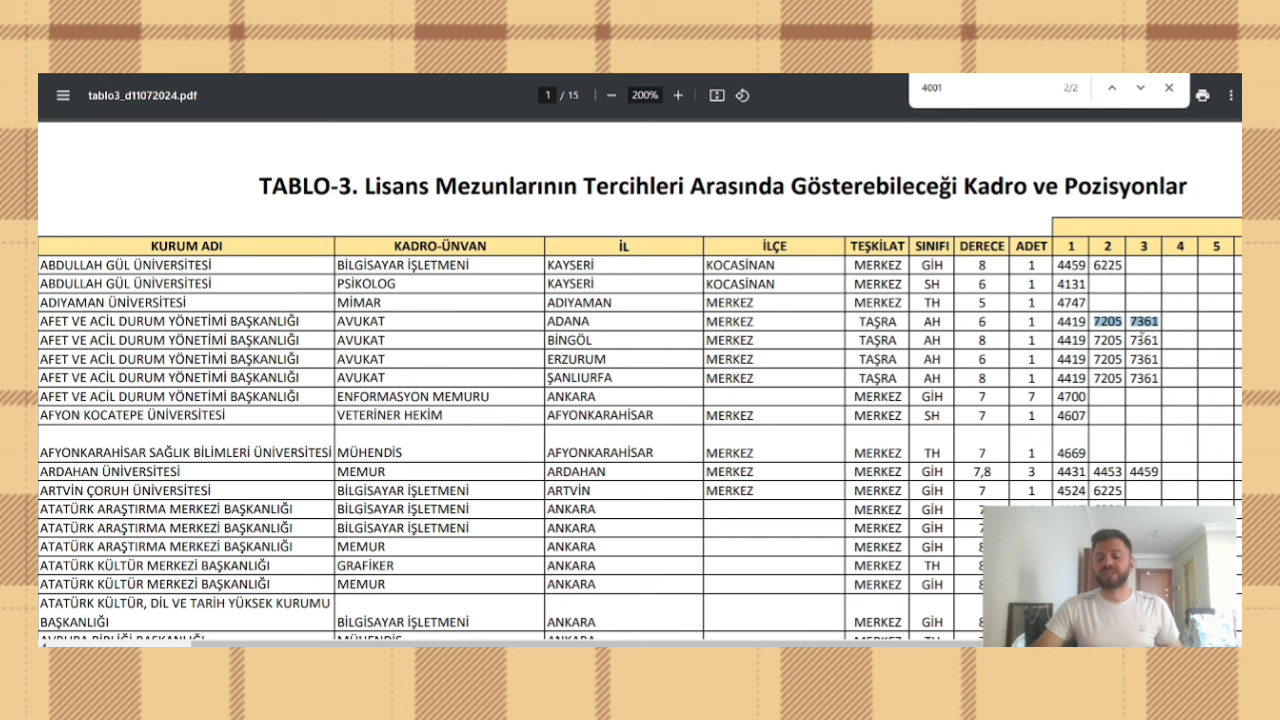 tablo3_d11072024.pdf 1 / 15 200% 4001 2/2
TABLO-3. Lisans Mezunlarının Tercihleri Arasında Gösterebileceği Kadro ve Pozisyonlar
KURUM ADI KADRO-ÜNVAN İL İLÇE TEŞKİLAT SINIFI DERECE ADET 1 2 3 4 5
ABDULLAH GÜL ÜNİVERSİTESİ BİLGİSAYAR İŞLETMENİ KAYSERİ KOCASİNAN MERKEZ GİH 8 1 4459 6225
ABDULLAH GÜL ÜNİVERSİTESİ PSİKOLOG KAYSERİ KOCASİNAN MERKEZ SH 6 1 4131
ADIYAMAN ÜNİVERSİTESİ MİMAR ADIYAMAN MERKEZ MERKEZ TH 5 1 4747
AFET VE ACİL DURUM YÖNETİMİ BAŞKANLIĞI AVUKAT ADANA MERKEZ TAŞRA AH 6 1 4419 7205 7361
AFET VE ACİL DURUM YÖNETİMİ BAŞKANLIĞI AVUKAT BİNGÖL MERKEZ TAŞRA AH 8 1 4419 7205 7361
AFET VE ACİL DURUM YÖNETİMİ BAŞKANLIĞI AVUKAT ERZURUM MERKEZ TAŞRA AH 6 1 4419 7205 7361
AFET VE ACİL DURUM YÖNETİMİ BAŞKANLIĞI AVUKAT ŞANLIURFA MERKEZ TAŞRA AH 8 1 4419 7205 7361
AFET VE ACİL DURUM YÖNETİMİ BAŞKANLIĞI ENFORMASYON MEMURU ANKARA MERKEZ GİH 7 7 4700
AFYON KOCATEPE ÜNİVERSİTESİ VETERİNER HEKİM AFYONKARAHİSAR MERKEZ MERKEZ SH 7 1 4607
AFYONKARAHİSAR SAĞLIK BİLİMLERİ ÜNİVERSİTESİ MÜHENDİS AFYONKARAHİSAR MERKEZ MERKEZ TH 7 1 4669
ARDAHAN ÜNİVERSİTESİ MEMUR ARDAHAN MERKEZ MERKEZ GİH 7,8 3 4431 4453 4459
ARTVİN ÇORUH ÜNİVERSİTESİ BİLGİSAYAR İŞLETMENİ ARTVİN MERKEZ MERKEZ GİH 7 1 4524 6225
ATATÜRK ARAŞTIRMA MERKEZİ BAŞKANLIĞI BİLGİSAYAR İŞLETMENİ ANKARA MERKEZ GİH
ATATÜRK ARAŞTIRMA MERKEZİ BAŞKANLIĞI BİLGİSAYAR İŞLETMENİ ANKARA MERKEZ GİH
ATATÜRK ARAŞTIRMA MERKEZİ BAŞKANLIĞI MEMUR ANKARA MERKEZ GİH
ATATÜRK KÜLTÜR MERKEZİ BAŞKANLIĞI GRAFİKER ANKARA MERKEZ TH
ATATÜRK KÜLTÜR MERKEZİ BAŞKANLIĞI MEMUR ANKARA MERKEZ GİH
ATATÜRK KÜLTÜR, DİL VE TARİH YÜKSEK KURUMU
BAŞKANLIĞI BİLGİSAYAR İŞLETMENİ ANKARA MERKEZ GİH